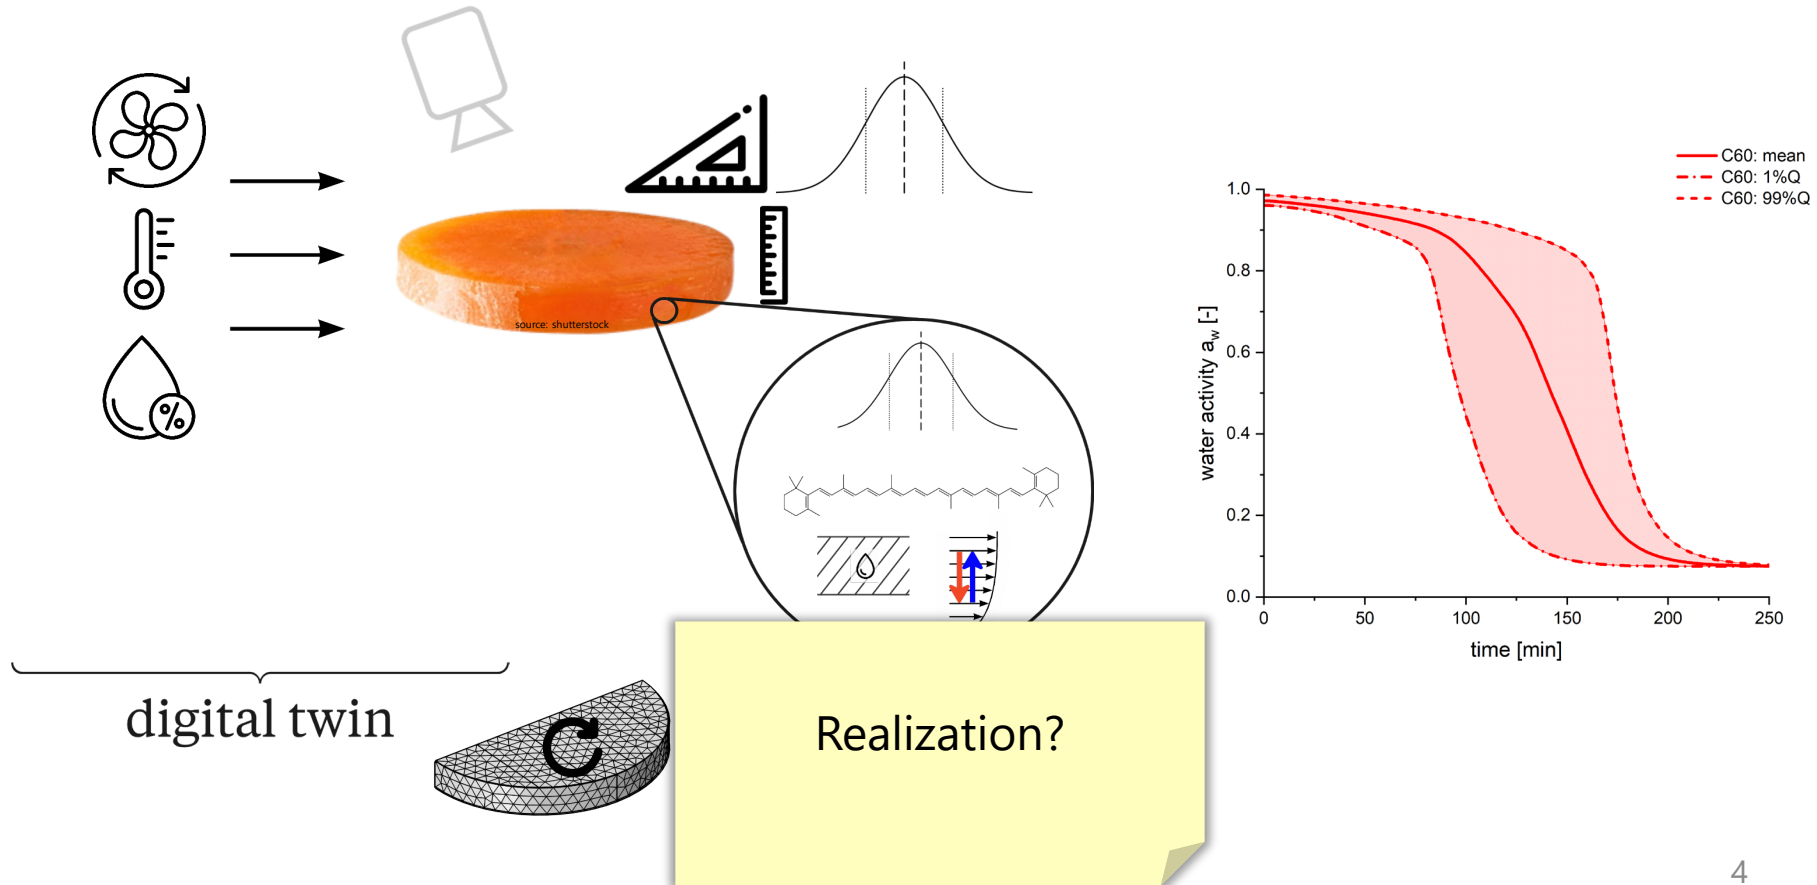 %
source: shutterstock
C60: mean
C60: 1%Q
C60: 99%Q
1.0
0.8
0.6
0.4
0.2
0.0
water activity a_w [-]
0 50 100 150 200 250
time [min]
digital twin
Realization?
4